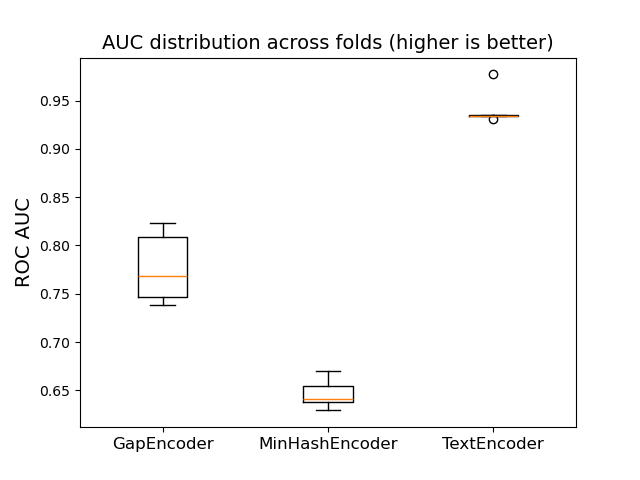 AUC distribution across folds (higher is better)
ROC AUC
0.95
0.90
0.85
0.80
0.75
0.70
0.65
GapEncoder
MinHashEncoder
TextEncoder